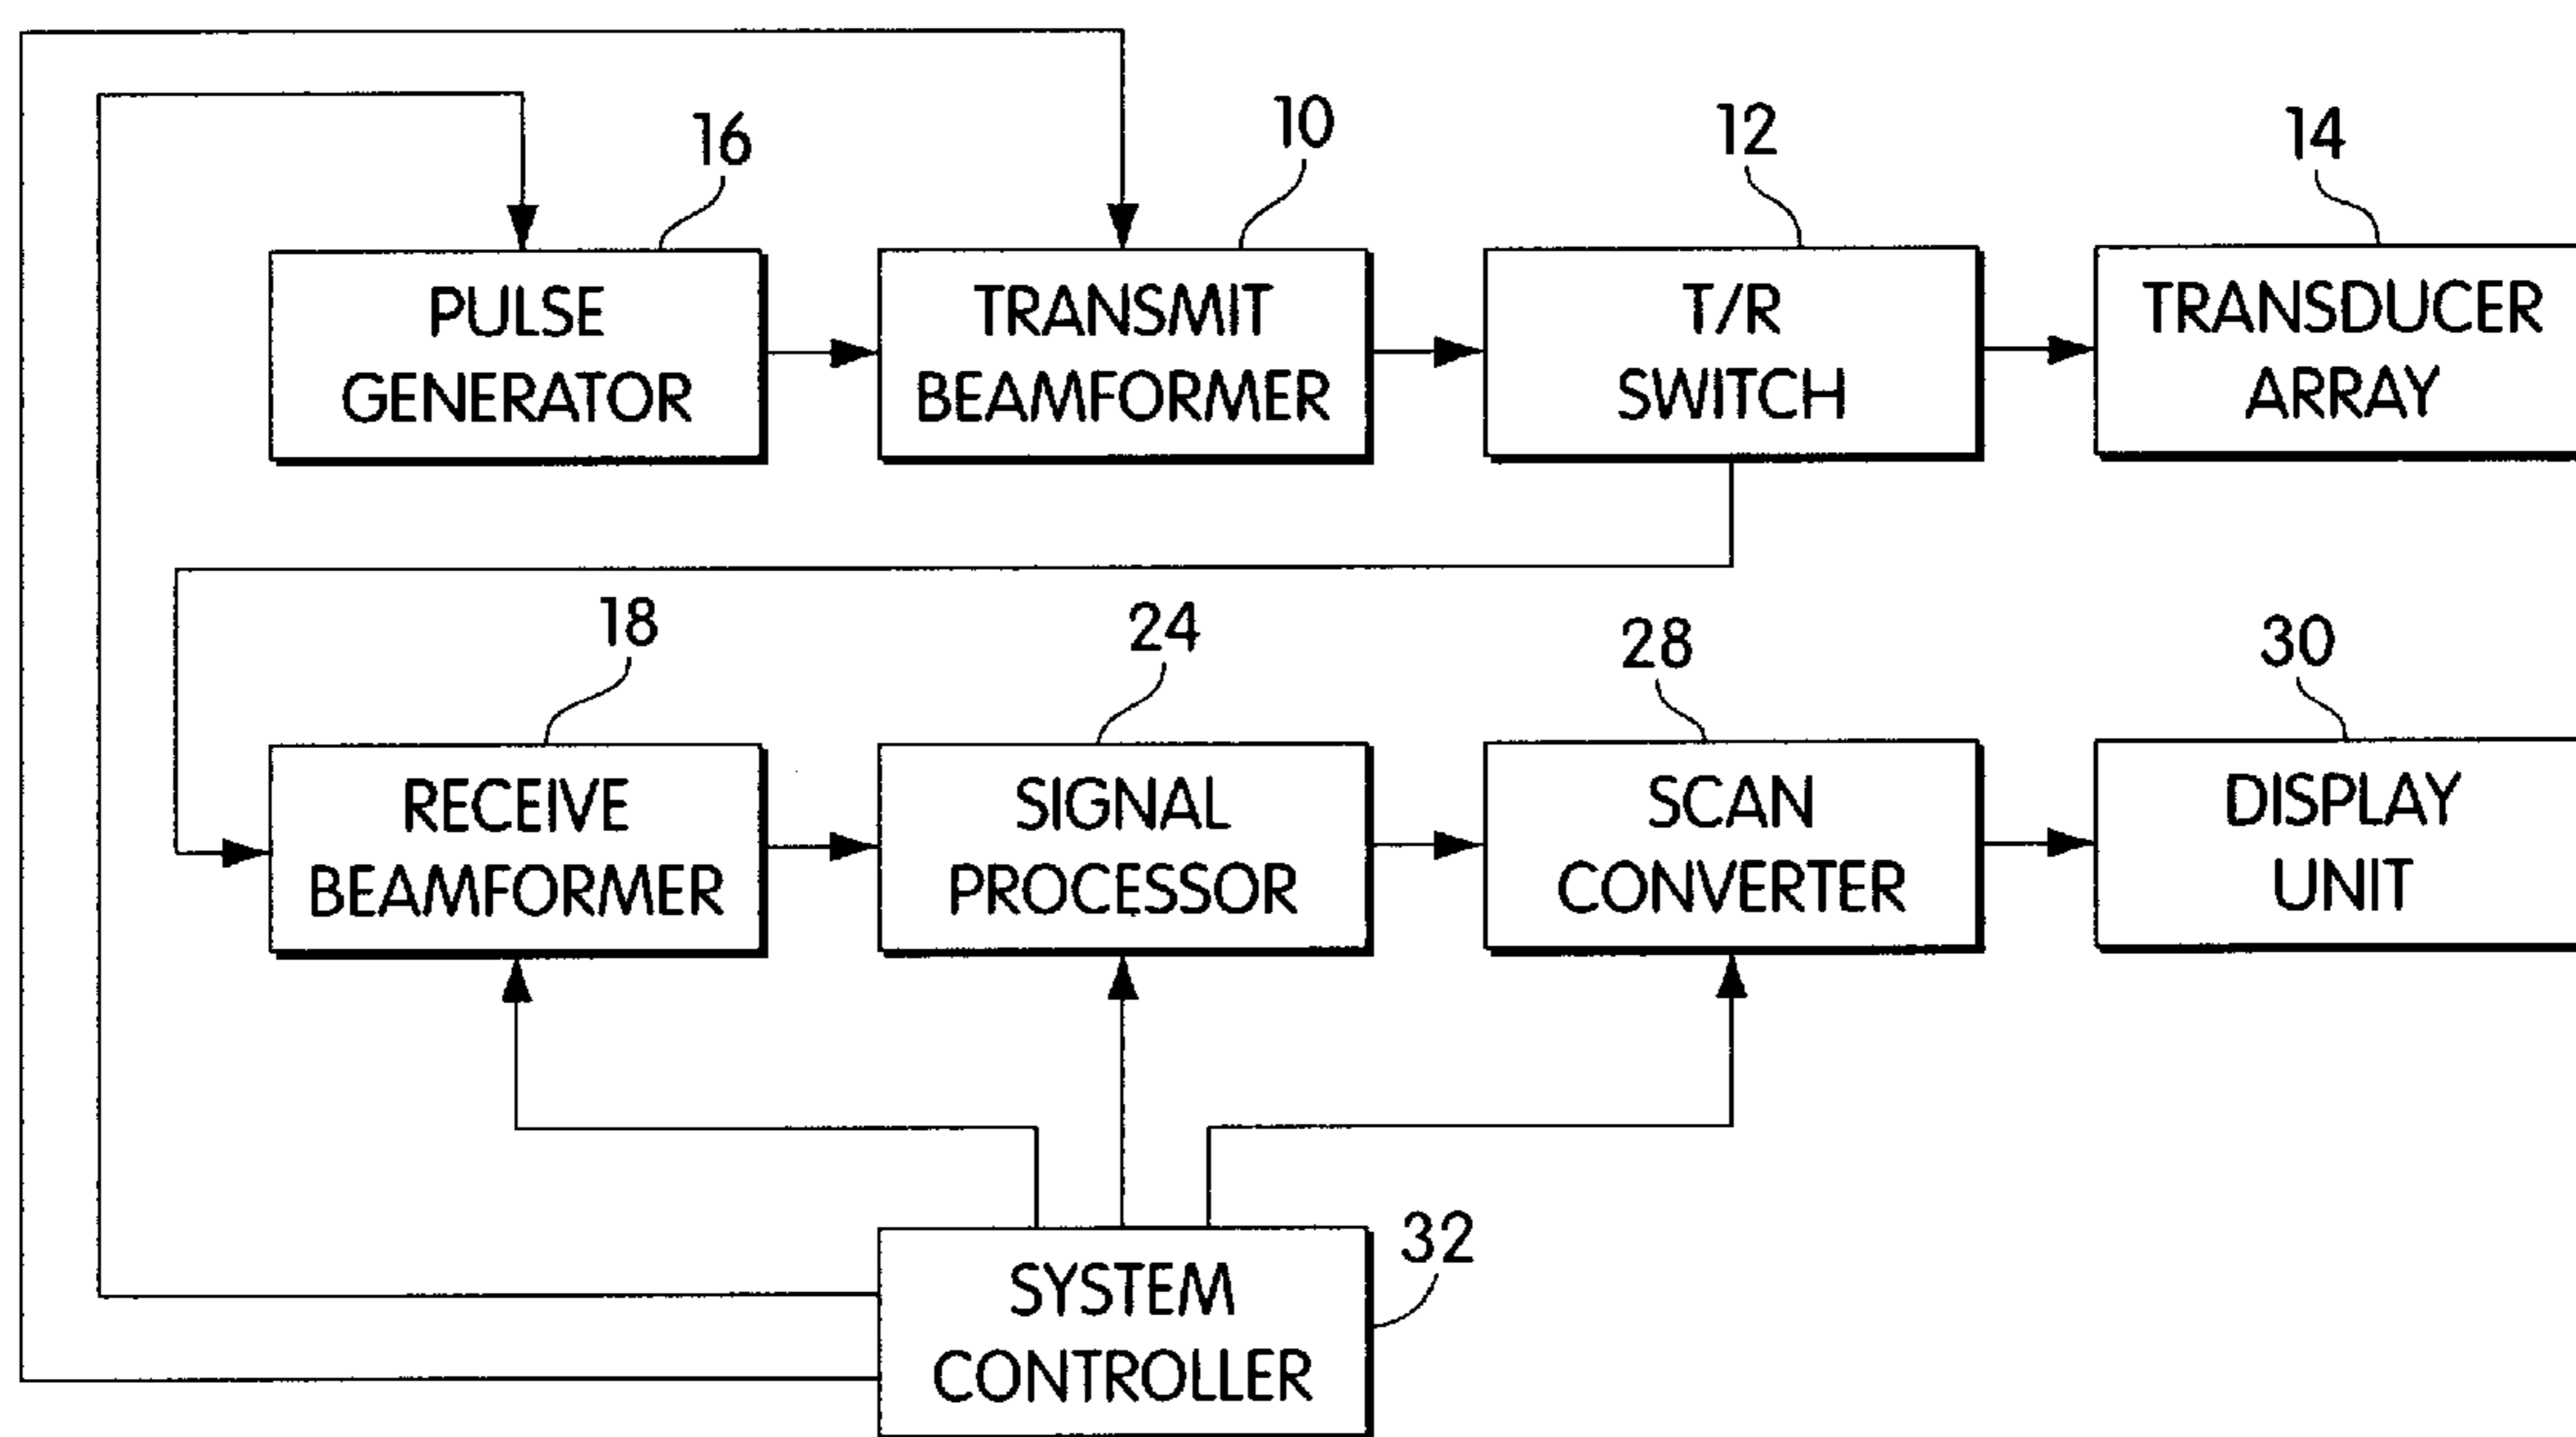 16
10
12
14
PULSE
GENERATOR
TRANSMIT
BEAMFORMER
T/R
SWITCH
TRANSDUCER
ARRAY
18
24
28
30
RECEIVE
BEAMFORMER
SIGNAL
PROCESSOR
SCAN
CONVERTER
DISPLAY
UNIT
32
SYSTEM
CONTROLLER